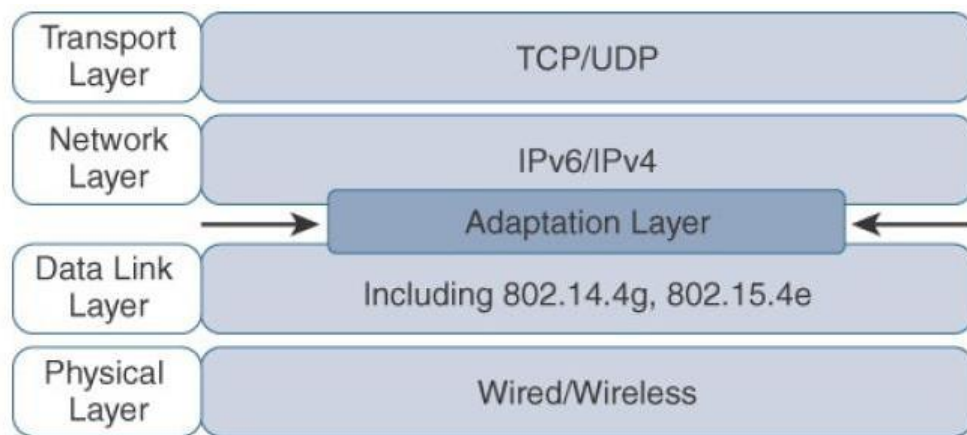 Transport
Layer
TCP/UDP
Network
Layer
IPv6/IPv4
Adaptation Layer
Data Link
Layer
Including 802.14.4g, 802.15.4e
Physical
Layer
Wired/Wireless